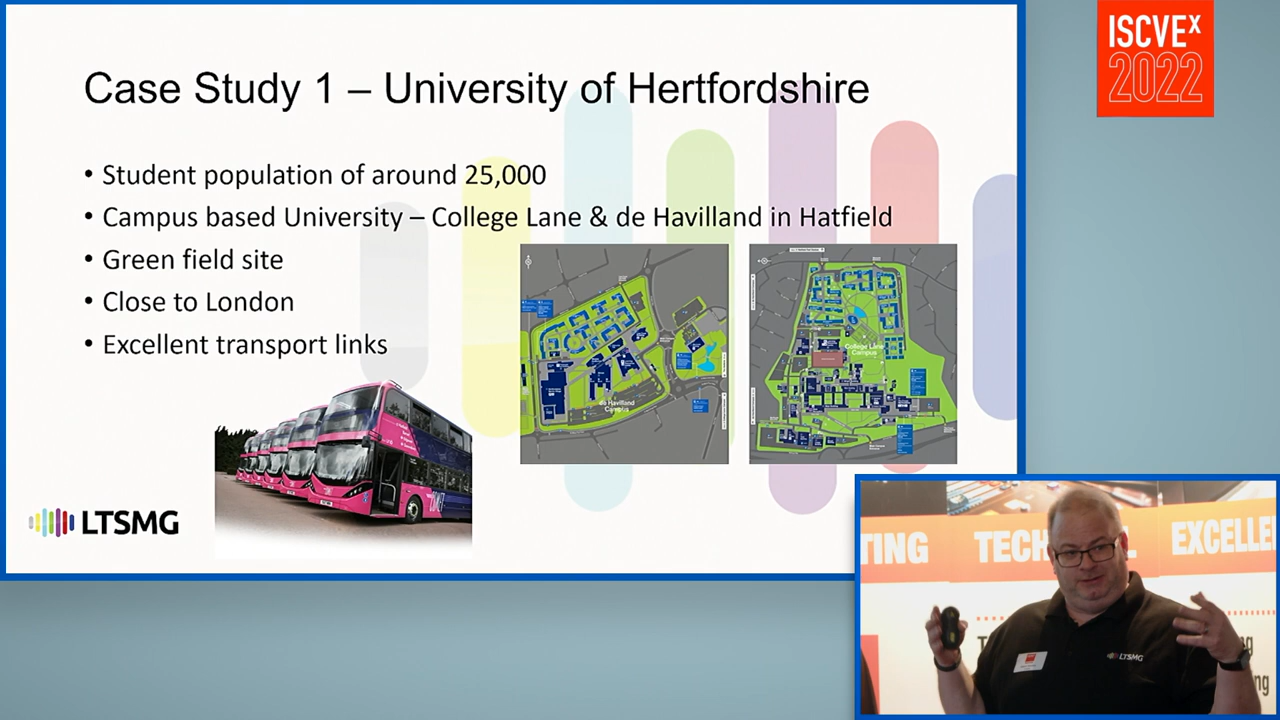 Case Study 1 – University of Hertfordshire
ISCVEx
2022
• Student population of around 25,000
• Campus based University – College Lane & de Havilland in Hatfield
• Green field site
• Close to London
• Excellent transport links
de Havilland
Campus
College Lane
Campus
LTSMG
TING
TECH
EXCELLE
LTSMG